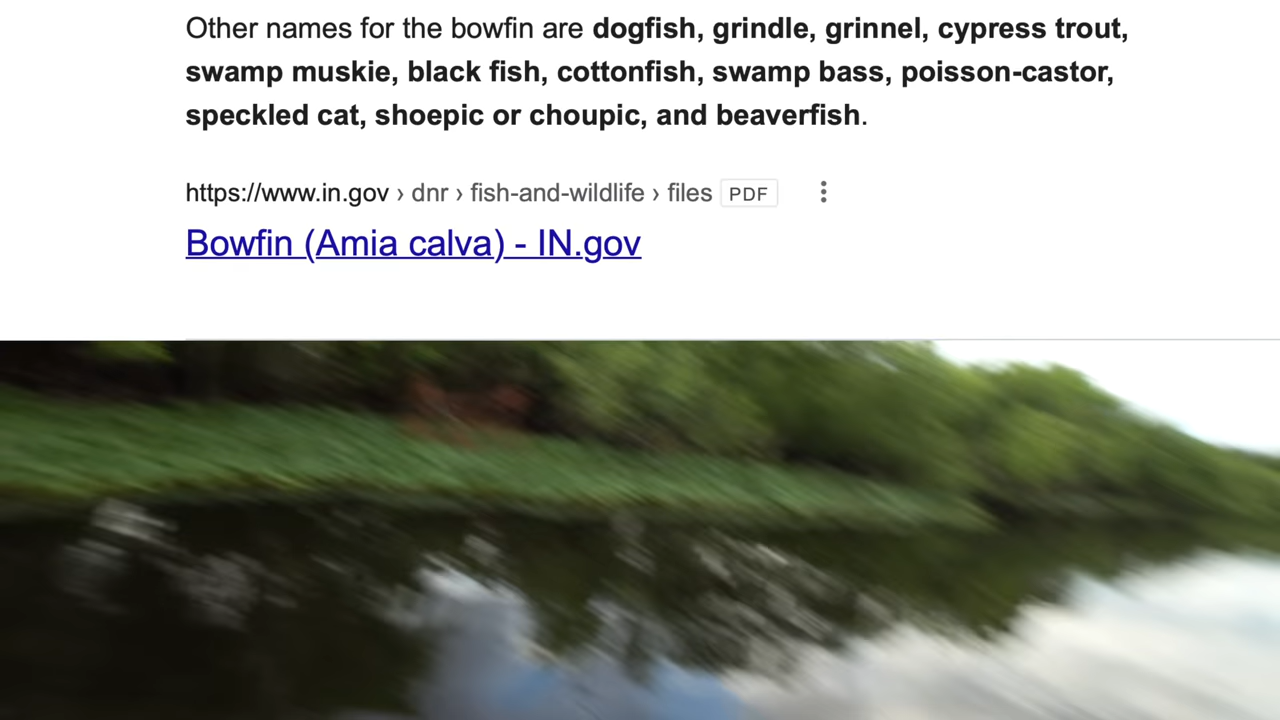 Other names for the bowfin are dogfish, grindle, grinnel, cypress trout,
swamp muskie, black fish, cottonfish, swamp bass, poisson-castor,
speckled cat, shoepic or choupic, and beaverfish.
https://www.in.gov › dnr › fish-and-wildlife › files PDF
Bowfin (Amia calva) - IN.gov